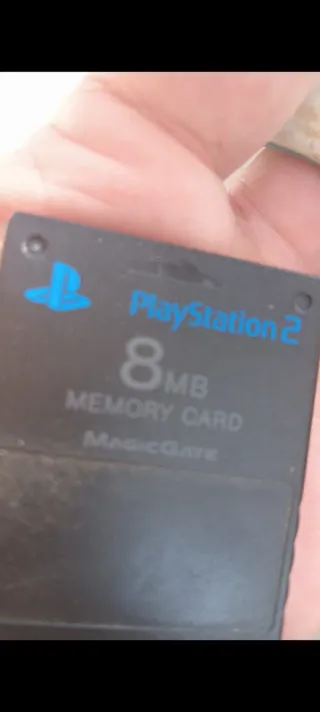 PlayStation 2
8MB
MEMORY CARD
MagicGate